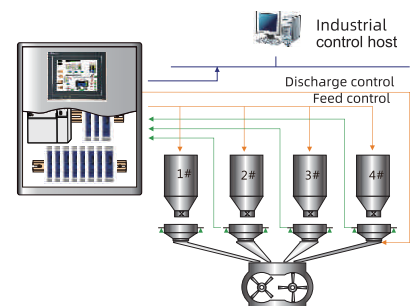 Industrial
control host
Discharge control
Feed control
1# 2# 3# 4#